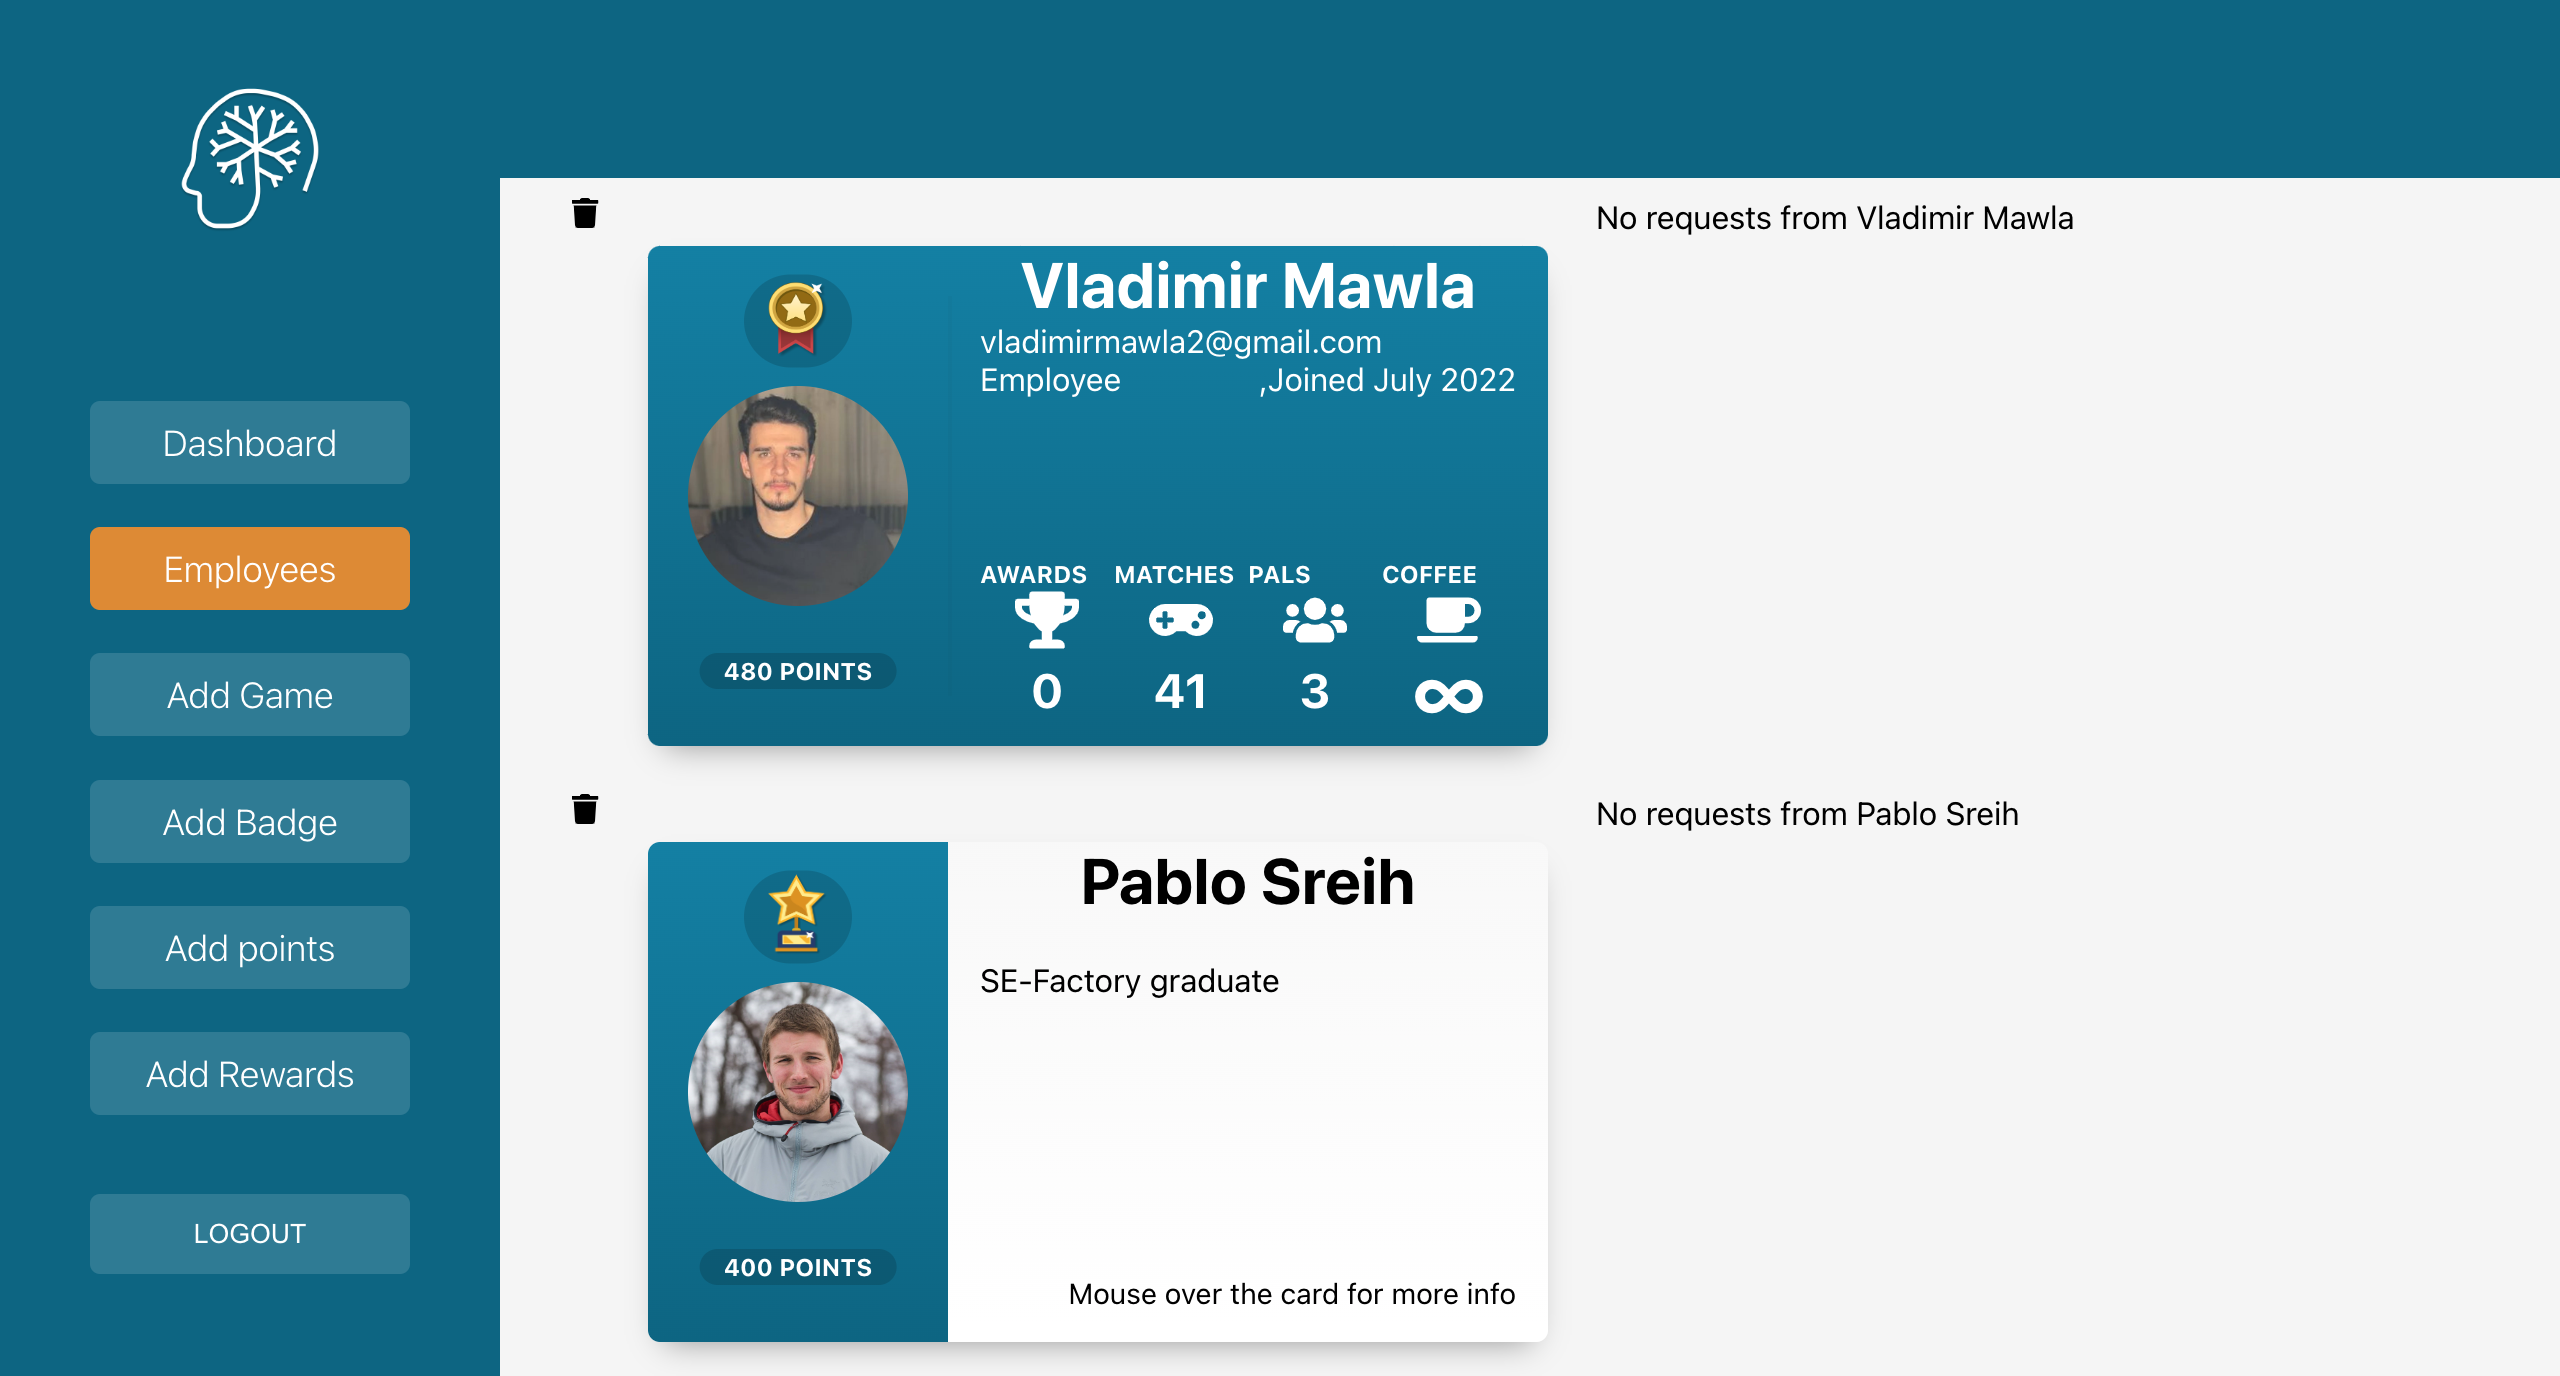 Dashboard
Employees
Add Game
Add Badge
Add points
Add Rewards
LOGOUT
No requests from Vladimir Mawla
Vladimir Mawla
vladimirmawla2@gmail.com
Employee ,Joined July 2022
AWARDS MATCHES PALS COFFEE
480 POINTS
0 41 3
No requests from Pablo Sreih
Pablo Sreih
SE-Factory graduate
400 POINTS
Mouse over the card for more info